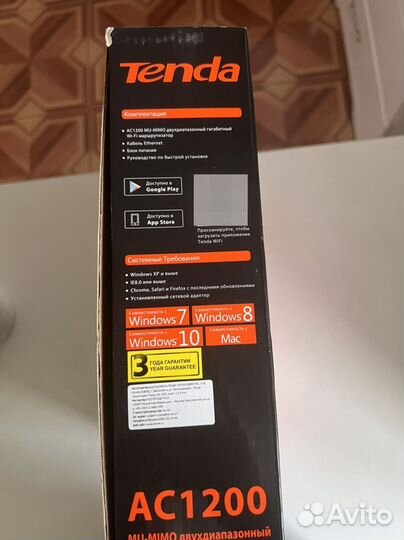 Tenda
Комплектация
• AC1200 MU-MIMO двухдиапазонный гигабитный
Wi-Fi маршрутизатор
• Кабель Ethernet
• Блок питания
• Руководство по быстрой установке
ДОСТУПНО В
Google Play
Доступно в
App Store
Просканируйте, чтобы
загрузить приложение
Tenda WiFi
Системные Требования
• Windows XP и выше
• IE8.0 или выше
• Chrome, Safari и Firefox с последними обновлениями
• Установленный сетевой адаптер
Совместимость с
Windows 7
Совместимость с
Windows 8
Совместимость с
Windows 10
Совместимость с
Mac
3 ГОДА ГАРАНТИИ
YEAR GUARANTEE
AC1200
MU-MIMO двухдиапазонный
Avito